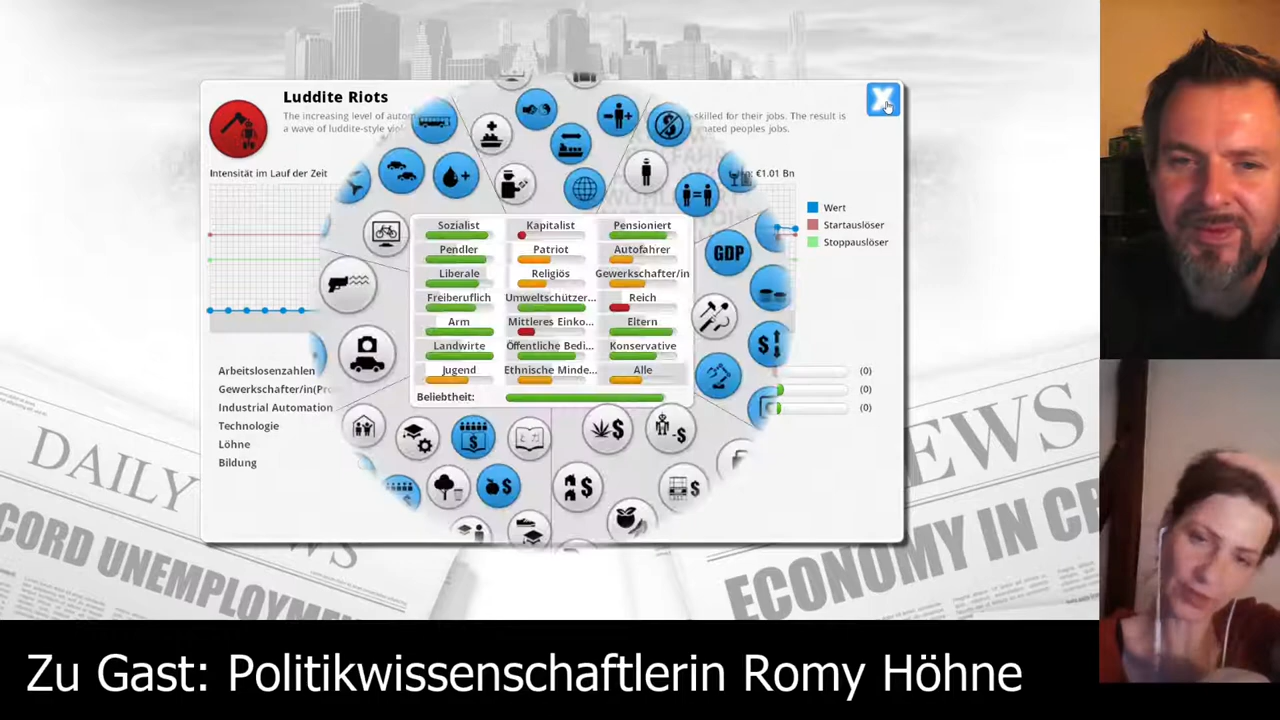 Luddite Riots
The increasing level of autom
skilled for their jobs. The result is
a wave of luddite-style viol
nated peoples jobs.
Intensität im Lauf der Zeit
€1.01 Bn
Wert
Startauslöser
Stoppauslöser
GDP
Sozialist Kapitalist Pensioniert
Pendler Patriot Autofahrer
Liberale Religiös Gewerkschafter/in
Freiberuflich Umweltschützer... Reich
Arm Mittleres Einko... Eltern
Landwirte Öffentliche Bedi... Konservative
Jugend Ethnische Minde... Alle
Beliebtheit:
Arbeitslosenzahlen (0)
Gewerkschafter/in(Pro (0)
Industrial Automation (0)
Technologie
Löhne
Bildung
DAILY
NEWS
CORD UNEMPLOYME
ECONOMY IN CR
Zu Gast: Politikwissenschaftlerin Romy Höhne